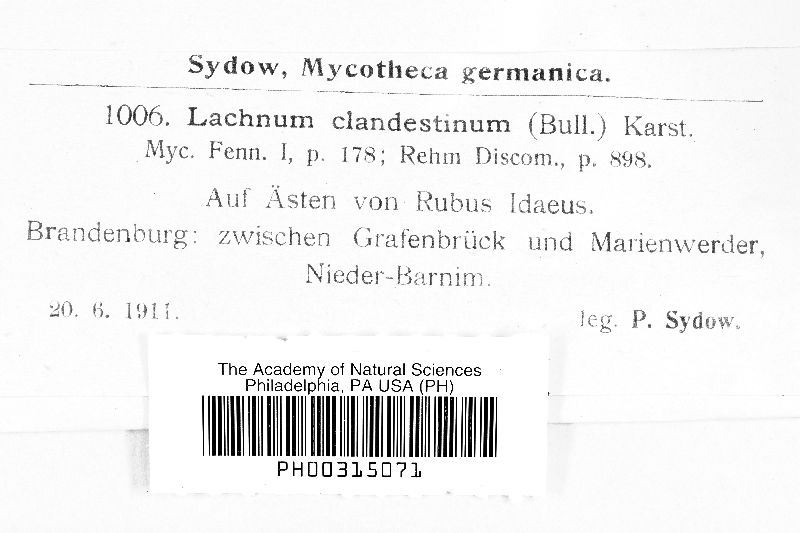 Sydow, Mycotheca germanica.
1006. Lachnum clandestinum (Bull.) Karst.
Myc. Fenn. I, p. 178; Rehm Discom., p. 898.
Auf Ästen von Rubus Idaeus.
Brandenburg: zwischen Grafenbrück und Marienwerder,
Nieder-Barnim.
20. 6. 1911.
leg. P. Sydow.
The Academy of Natural Sciences
Philadelphia, PA USA (PH)
PH00315071